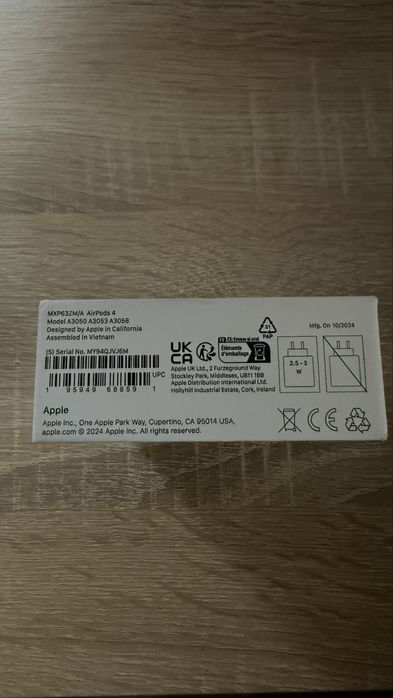 MXP63ZM/A AirPods 4
Model A3050 A3053 A3058
Designed by Apple in California
Assembled in Vietnam
(S) Serial No. MY94QJVJ6M
UPC
1 95949 68859 1
Apple
Apple Inc., One Apple Park Way, Cupertino, CA 95014 USA,
apple.com © 2024 Apple Inc. All rights reserved.
UK
CA
Éléments
d'emballage
21
PAP
Apple UK Ltd., 2 Furzeground Way
Stockley Park, Middlesex, UB11 1BB
Apple Distribution International Ltd.
Hollyhill Industrial Estate, Cork, Ireland
Mfg. On 10/2024
2.5 - 3
W
CE